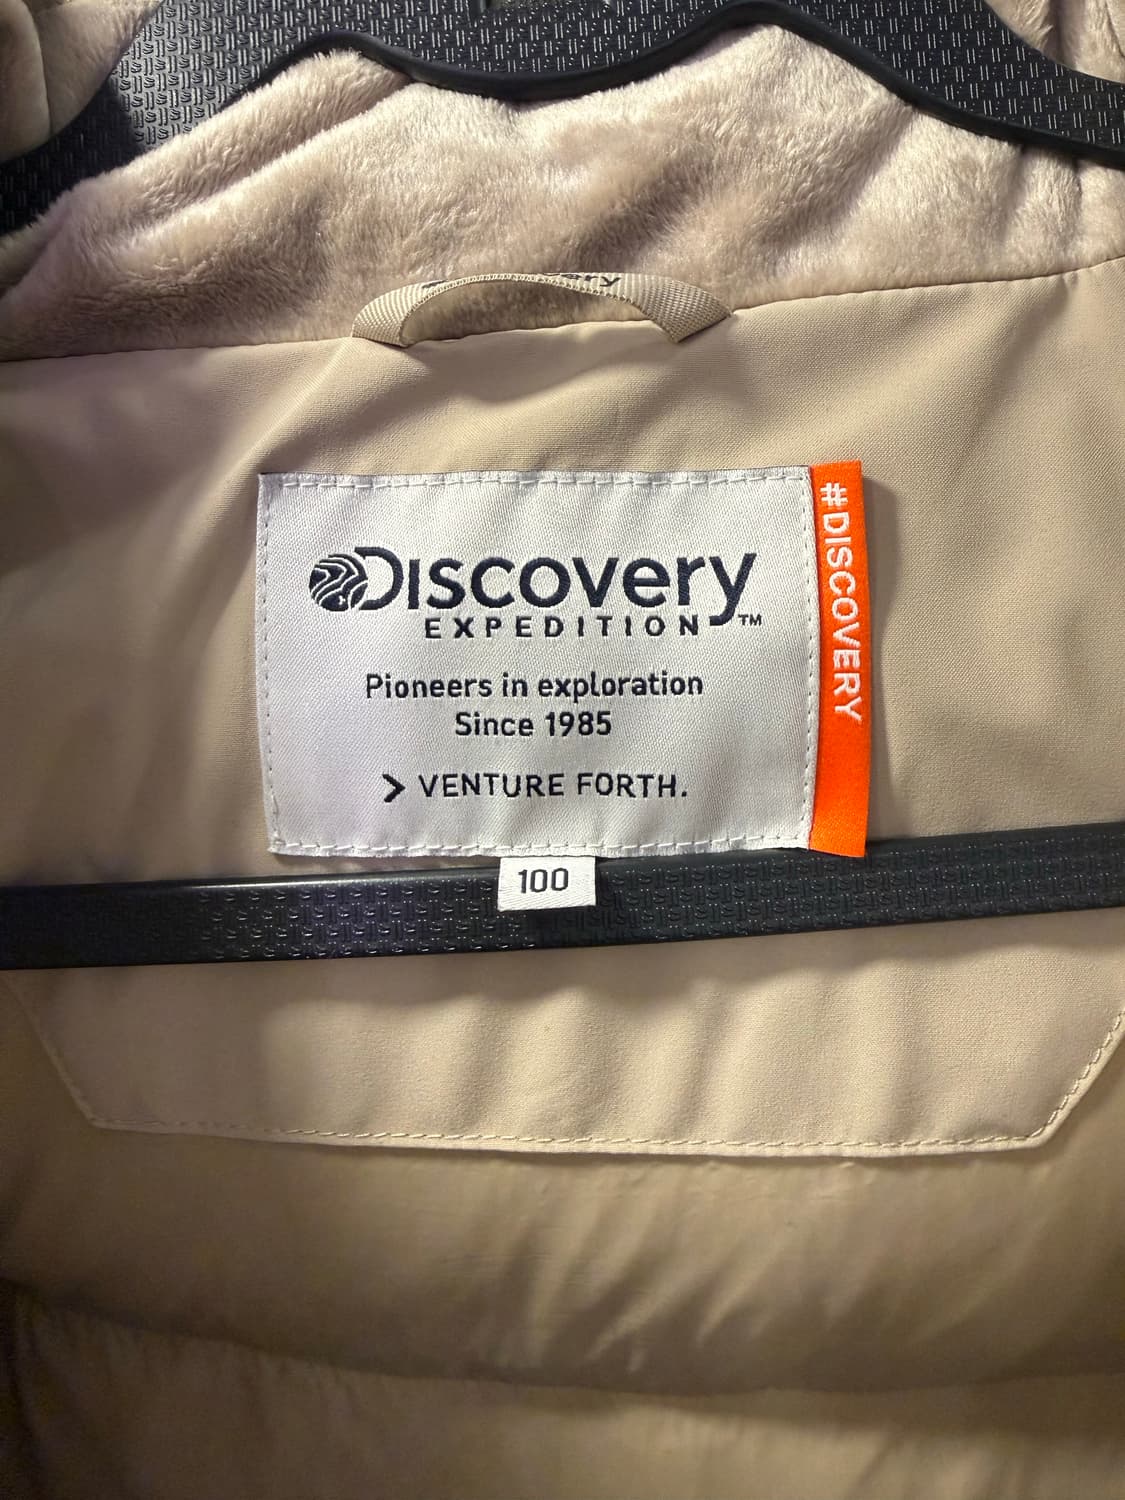 Discovery
EXPEDITION™
Pioneers in exploration
Since 1985
VENTURE FORTH.
#DISCOVERY
100